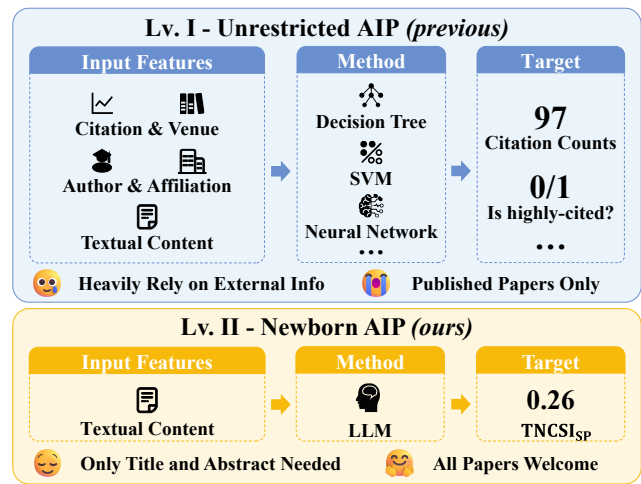 Lv. I - Unrestricted AIP (previous)
Input Features
Method
Target
Citation & Venue
Author & Affiliation
Textual Content
Decision Tree
SVM
Neural Network
...
97
Citation Counts
0/1
Is highly-cited?
...
Heavily Rely on External Info
Published Papers Only
Lv. II - Newborn AIP (ours)
Input Features
Method
Target
Textual Content
LLM
0.26
TNCSI_SP
Only Title and Abstract Needed
All Papers Welcome